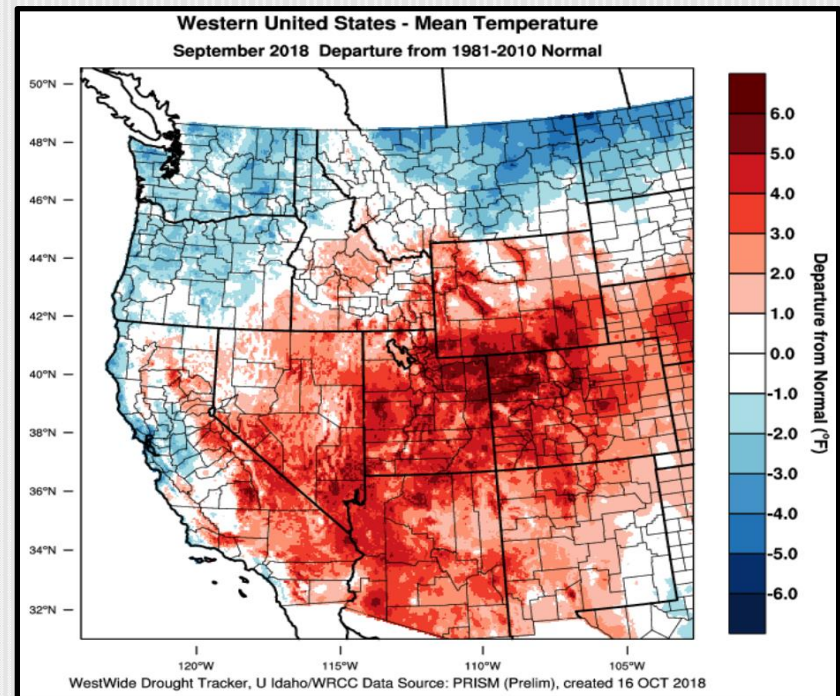 Western United States - Mean Temperature
September 2018 Departure from 1981-2010 Normal
50°N
48°N
46°N
44°N
42°N
40°N
38°N
36°N
34°N
32°N
120°W
115°W
110°W
105°W
6.0
5.0
4.0
3.0
2.0
1.0
0.0
-1.0
-2.0
-3.0
-4.0
-5.0
-6.0
Departure from Normal (°F)
WestWide Drought Tracker, U Idaho/WRCC Data Source: PRISM (Prelim), created 16 OCT 2018